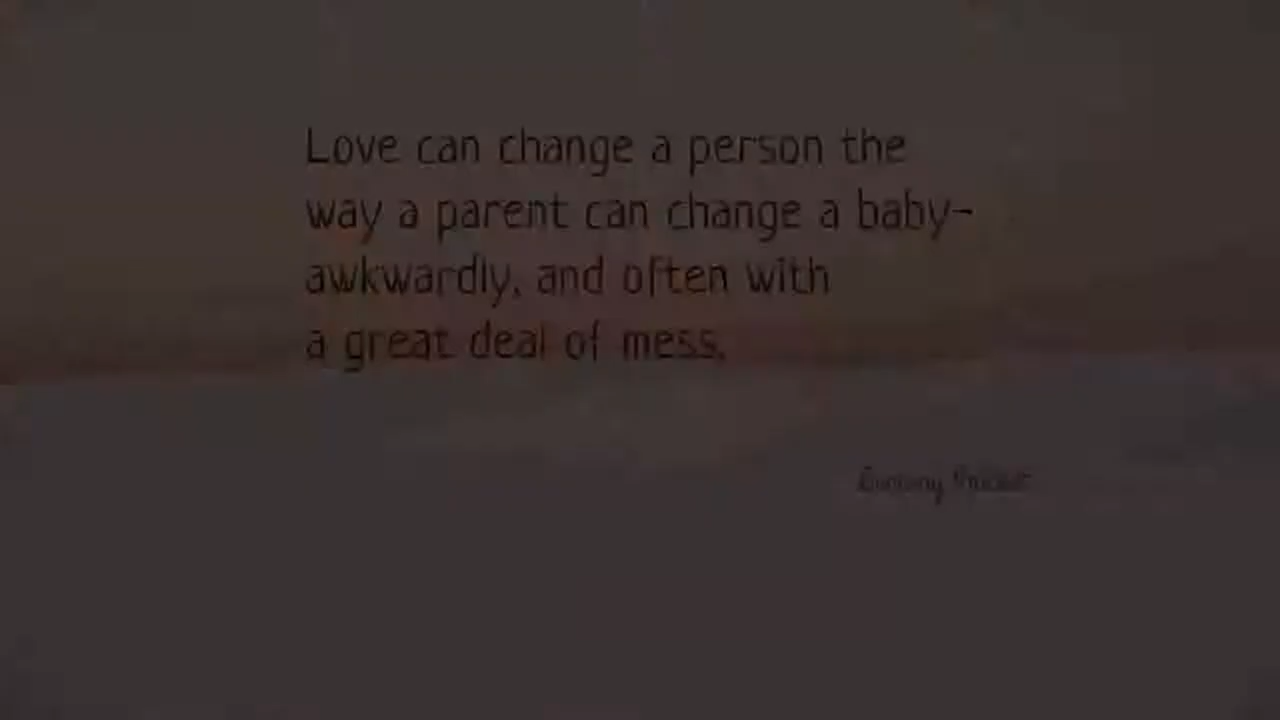 Love can change a person the
way a parent can change a baby-
awkwardly, and often with
a great deal of mess.